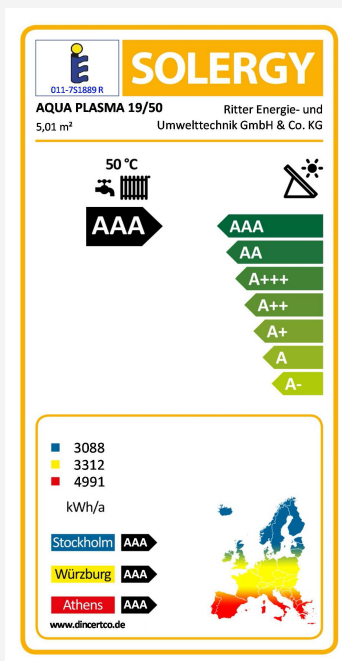 011-7S1889 R
SOLERGY
AQUA PLASMA 19/50
5,01 m²
Ritter Energie- und
Umwelttechnik GmbH & Co. KG
50 °C
AAA
AAA
AA
A+++
A++
A+
A
A-
3088
3312
4991
kWh/a
Stockholm AAA
Würzburg AAA
Athens AAA
www.dincertco.de